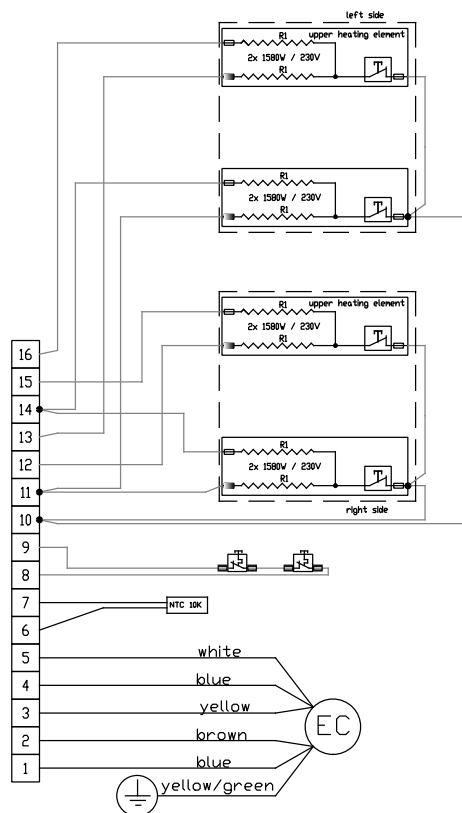 left side
R1
upper heating element
2x 1580W / 230V
R1
R1
2x 1580W / 230V
R1
R1
upper heating element
2x 1580W / 230V
R1
R1
2x 1580W / 230V
R1
right side
16
15
14
13
12
11
10
9
8
7
NTC 10K
6
5
white
4
blue
3
yellow
EC
2
brown
1
blue
yellow/green